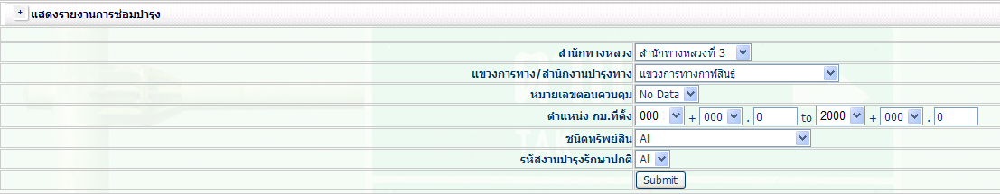 + แสดงรายงานการซ่อมบำรุง
สำนักทางหลวง สำนักทางหลวงที่ 3
แขวงการทาง/สำนักงานบำรุงทาง แขวงการทางกาฬสินธุ์
หมายเลขตอนควบคุม No Data
ตำแหน่ง กม.ที่ตั้ง 000 + 000 . 0 to 2000 + 000 . 0
ชนิดทรัพย์สิน All
รหัสงานบำรุงรักษาปกติ All
Submit